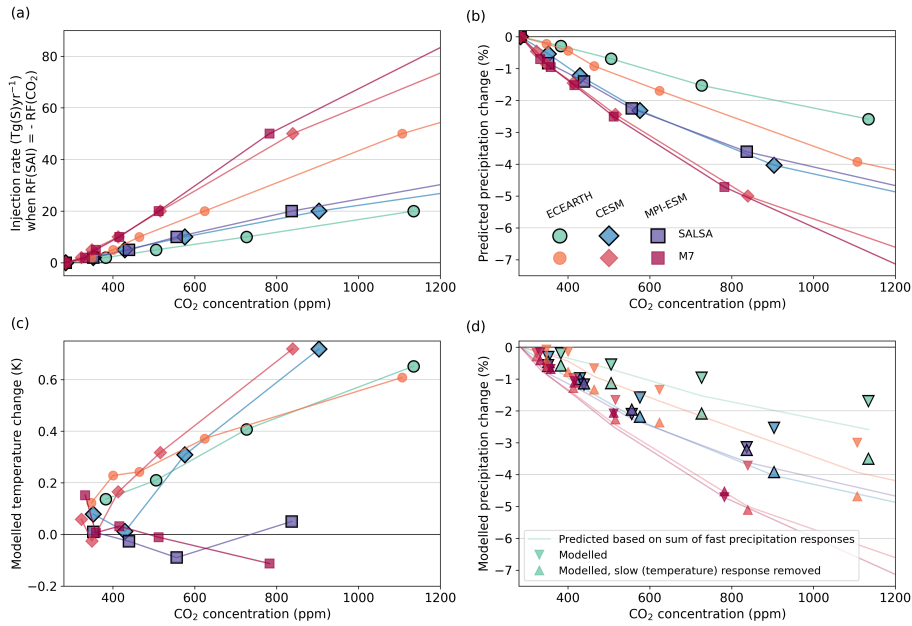 (a)
80
60
40
20
0
Injection rate (Tg(S)yr⁻¹)
when RF(SAI) = - RF(CO₂)
400 600 800 1000 1200
CO₂ concentration (ppm)
(b)
0
−1
−2
−3
−4
−5
−6
−7
Predicted precipitation change (%)
ECEARTH CESM MPI-ESM
SALSA
M7
400 600 800 1000 1200
CO₂ concentration (ppm)
(c)
0.6
0.4
0.2
0.0
−0.2
Modelled temperature change (K)
400 600 800 1000 1200
CO₂ concentration (ppm)
(d)
0
−1
−2
−3
−4
−5
−6
−7
Modelled precipitation change (%)
Predicted based on sum of fast precipitation responses
Modelled
Modelled, slow (temperature) response removed
400 600 800 1000 1200
CO₂ concentration (ppm)